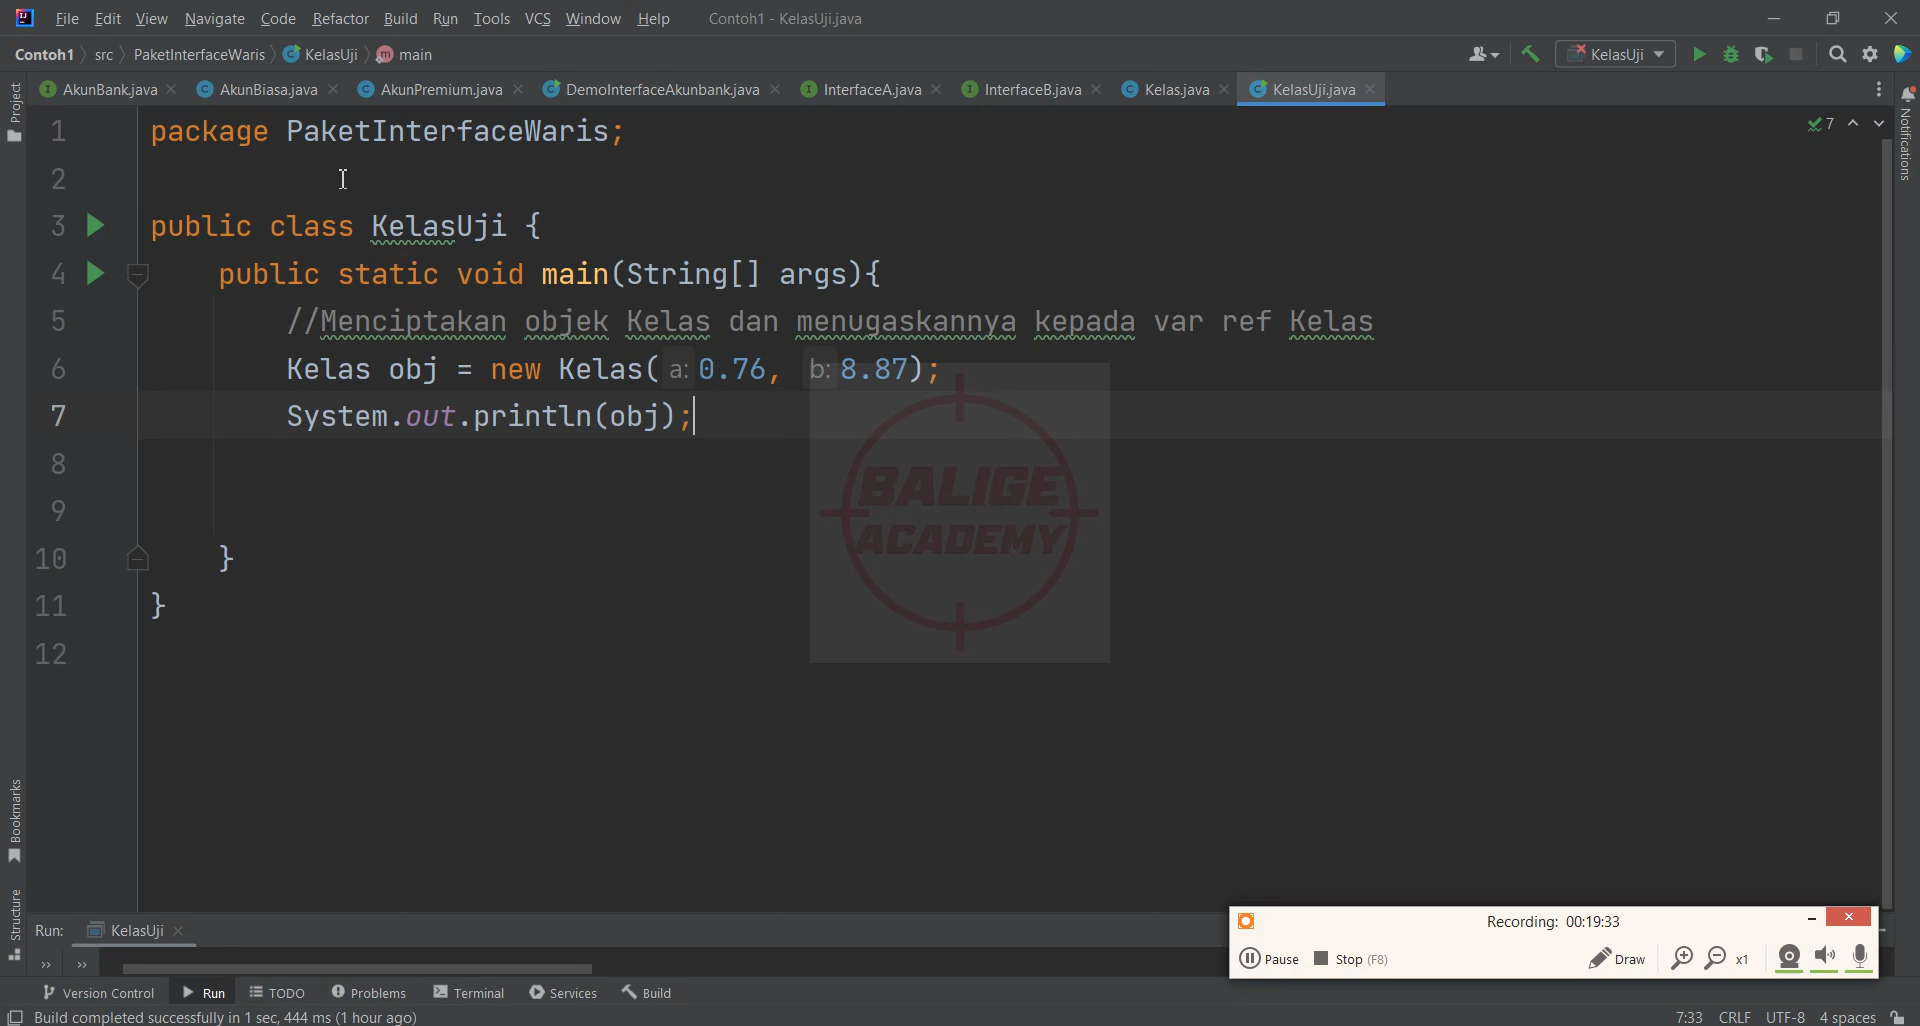 File Edit View Navigate Code Refactor Build Run Tools VCS Window Help Contoh1 - KelasUji.java
Contoh1 src PaketInterfaceWaris KelasUji main KelasUji
AkunBank.java AkunBiasa.java AkunPremium.java DemoInterfaceAkunbank.java InterfaceA.java InterfaceB.java Kelas.java KelasUji.java
Project
Notifications
7
1 package PaketInterfaceWaris;
2
3 public class KelasUji {
4 public static void main(String[] args){
5 //Menciptakan objek Kelas dan menugaskannya kepada var ref Kelas
6 Kelas obj = new Kelas( a: 0.76, b: 8.87);
7 System.out.println(obj);
8
9
10 }
11 }
12
BALIGE
ACADEMY
Bookmarks
Structure
Run: KelasUji
Recording: 00:19:33
Pause Stop (F8) Draw x1
Version Control Run TODO Problems Terminal Services Build
Build completed successfully in 1 sec, 444 ms (1 hour ago) 7:33 CRLF UTF-8 4 spaces